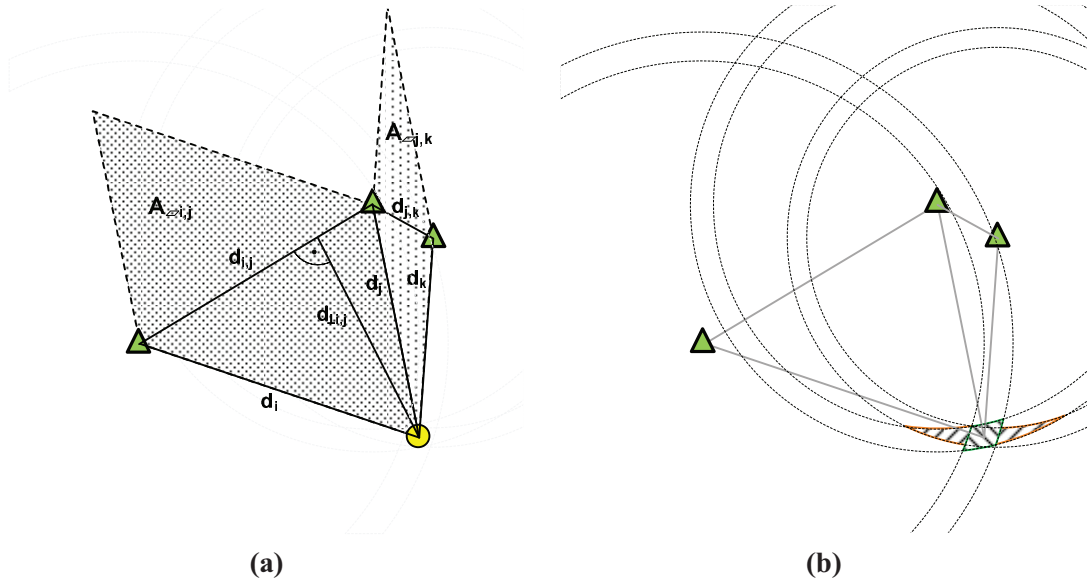 A▱j,k
A▱i,j
dj,k
di,j
dj
dk
d⊥i,j
di
(a)
(b)